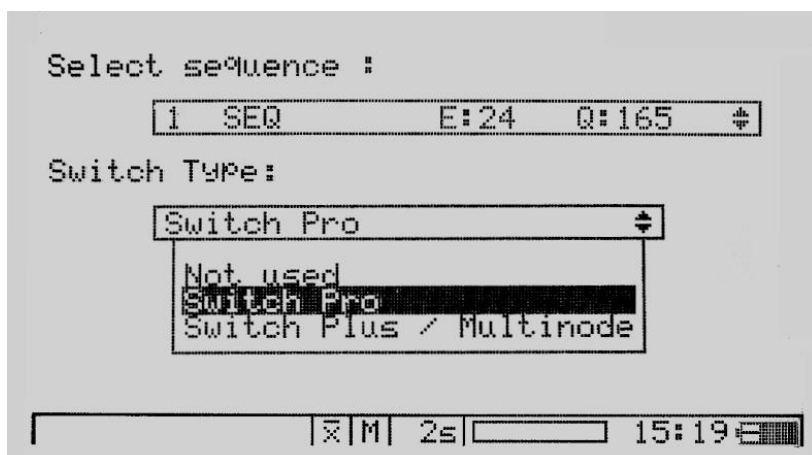 Select sequence :
1 SEQ E:24 Q:165
Switch Type:
Switch Pro
Not used
Switch Pro
Switch Plus / Multinode
x̅ M 2s 15:19